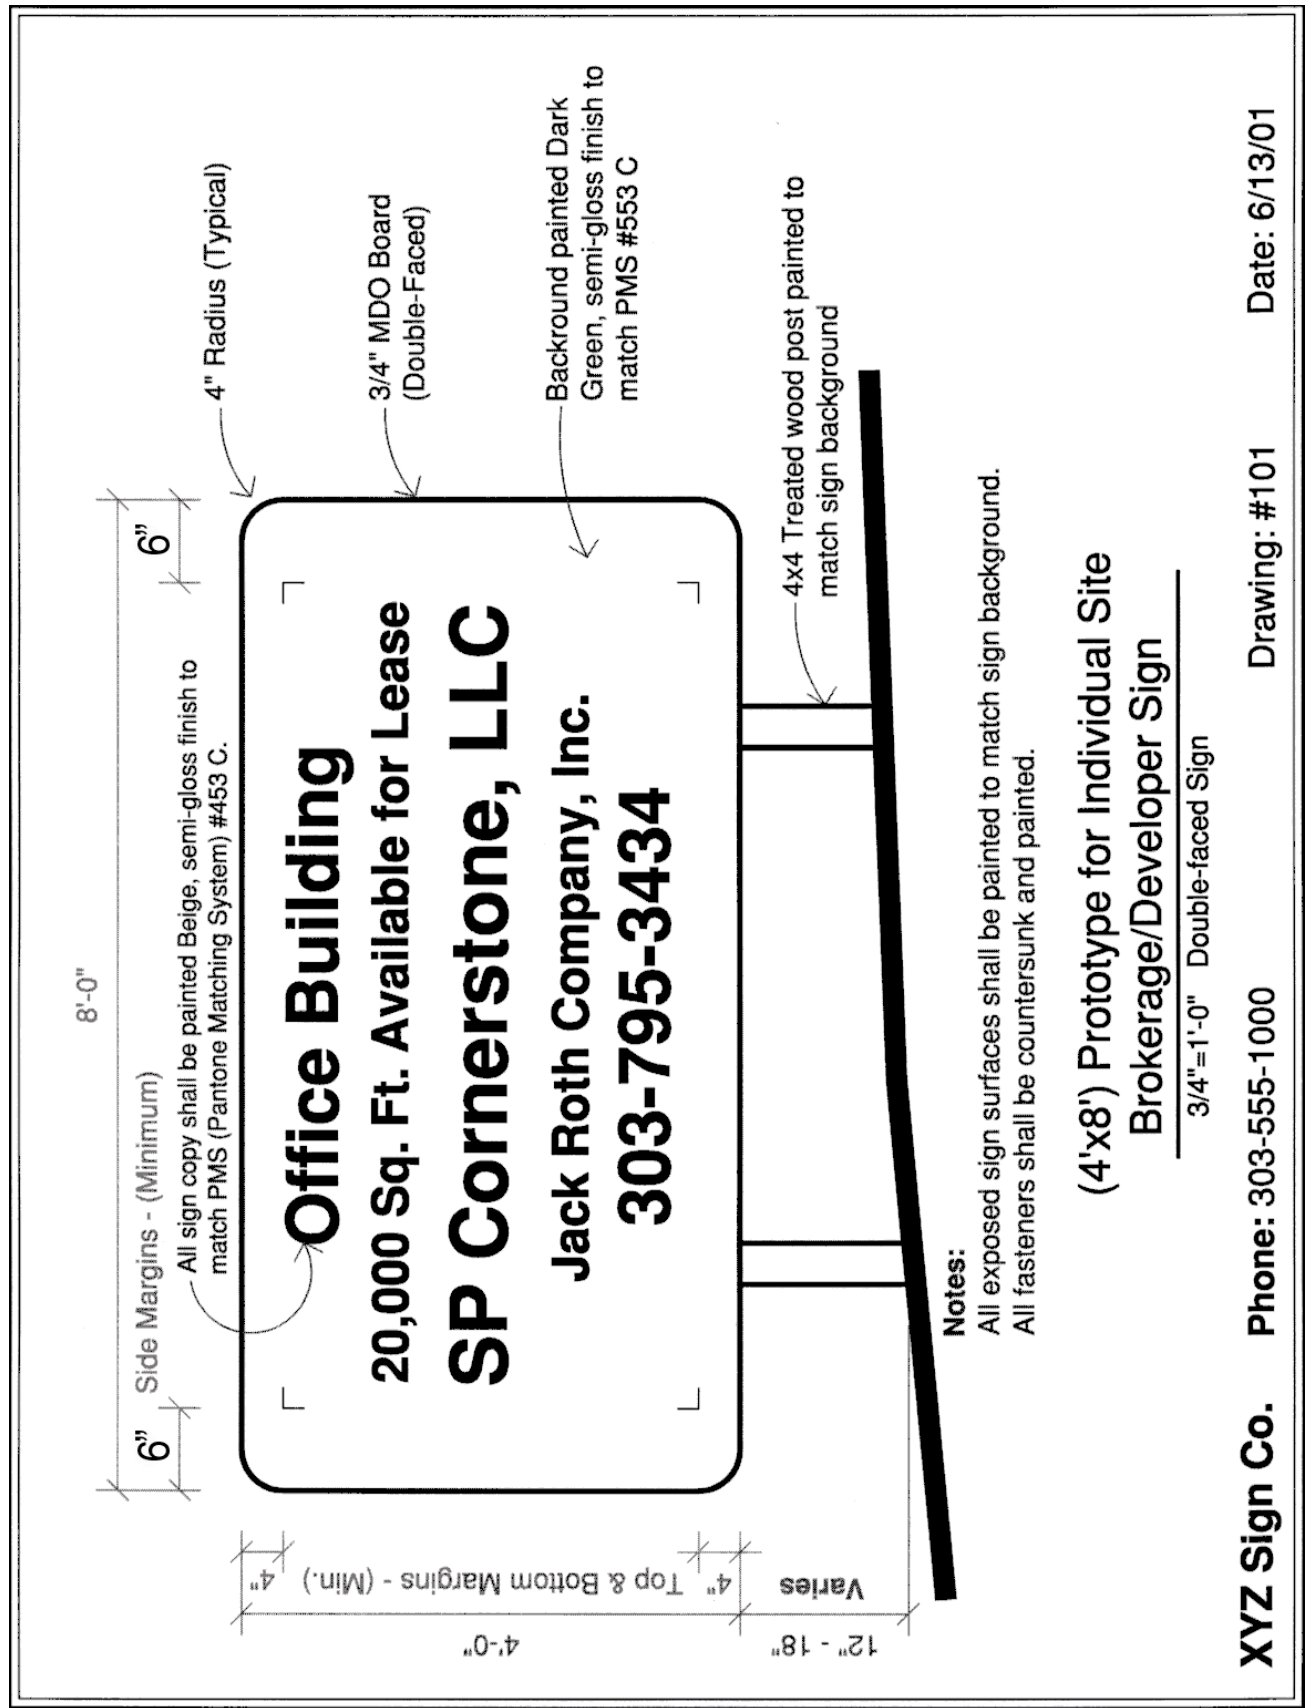 8'-0"
6"
Side Margins - (Minimum)
6"
All sign copy shall be painted Beige, semi-gloss finish to
match PMS (Pantone Matching System) #453 C.
4" Radius (Typical)
3/4" MDO Board
(Double-Faced)
Backround painted Dark
Green, semi-gloss finish to
match PMS #553 C
4x4 Treated wood post painted to
match sign background
Office Building
20,000 Sq. Ft. Available for Lease
SP Cornerstone, LLC
Jack Roth Company, Inc.
303-795-3434
4"
Top & Bottom Margins - (Min.)
4"
Varies
4'-0"
12" - 18"
Notes:
All exposed sign surfaces shall be painted to match sign background.
All fasteners shall be countersunk and painted.
(4'x8') Prototype for Individual Site
Brokerage/Developer Sign
3/4"=1'-0" Double-faced Sign
XYZ Sign Co. Phone: 303-555-1000 Drawing: #101 Date: 6/13/01